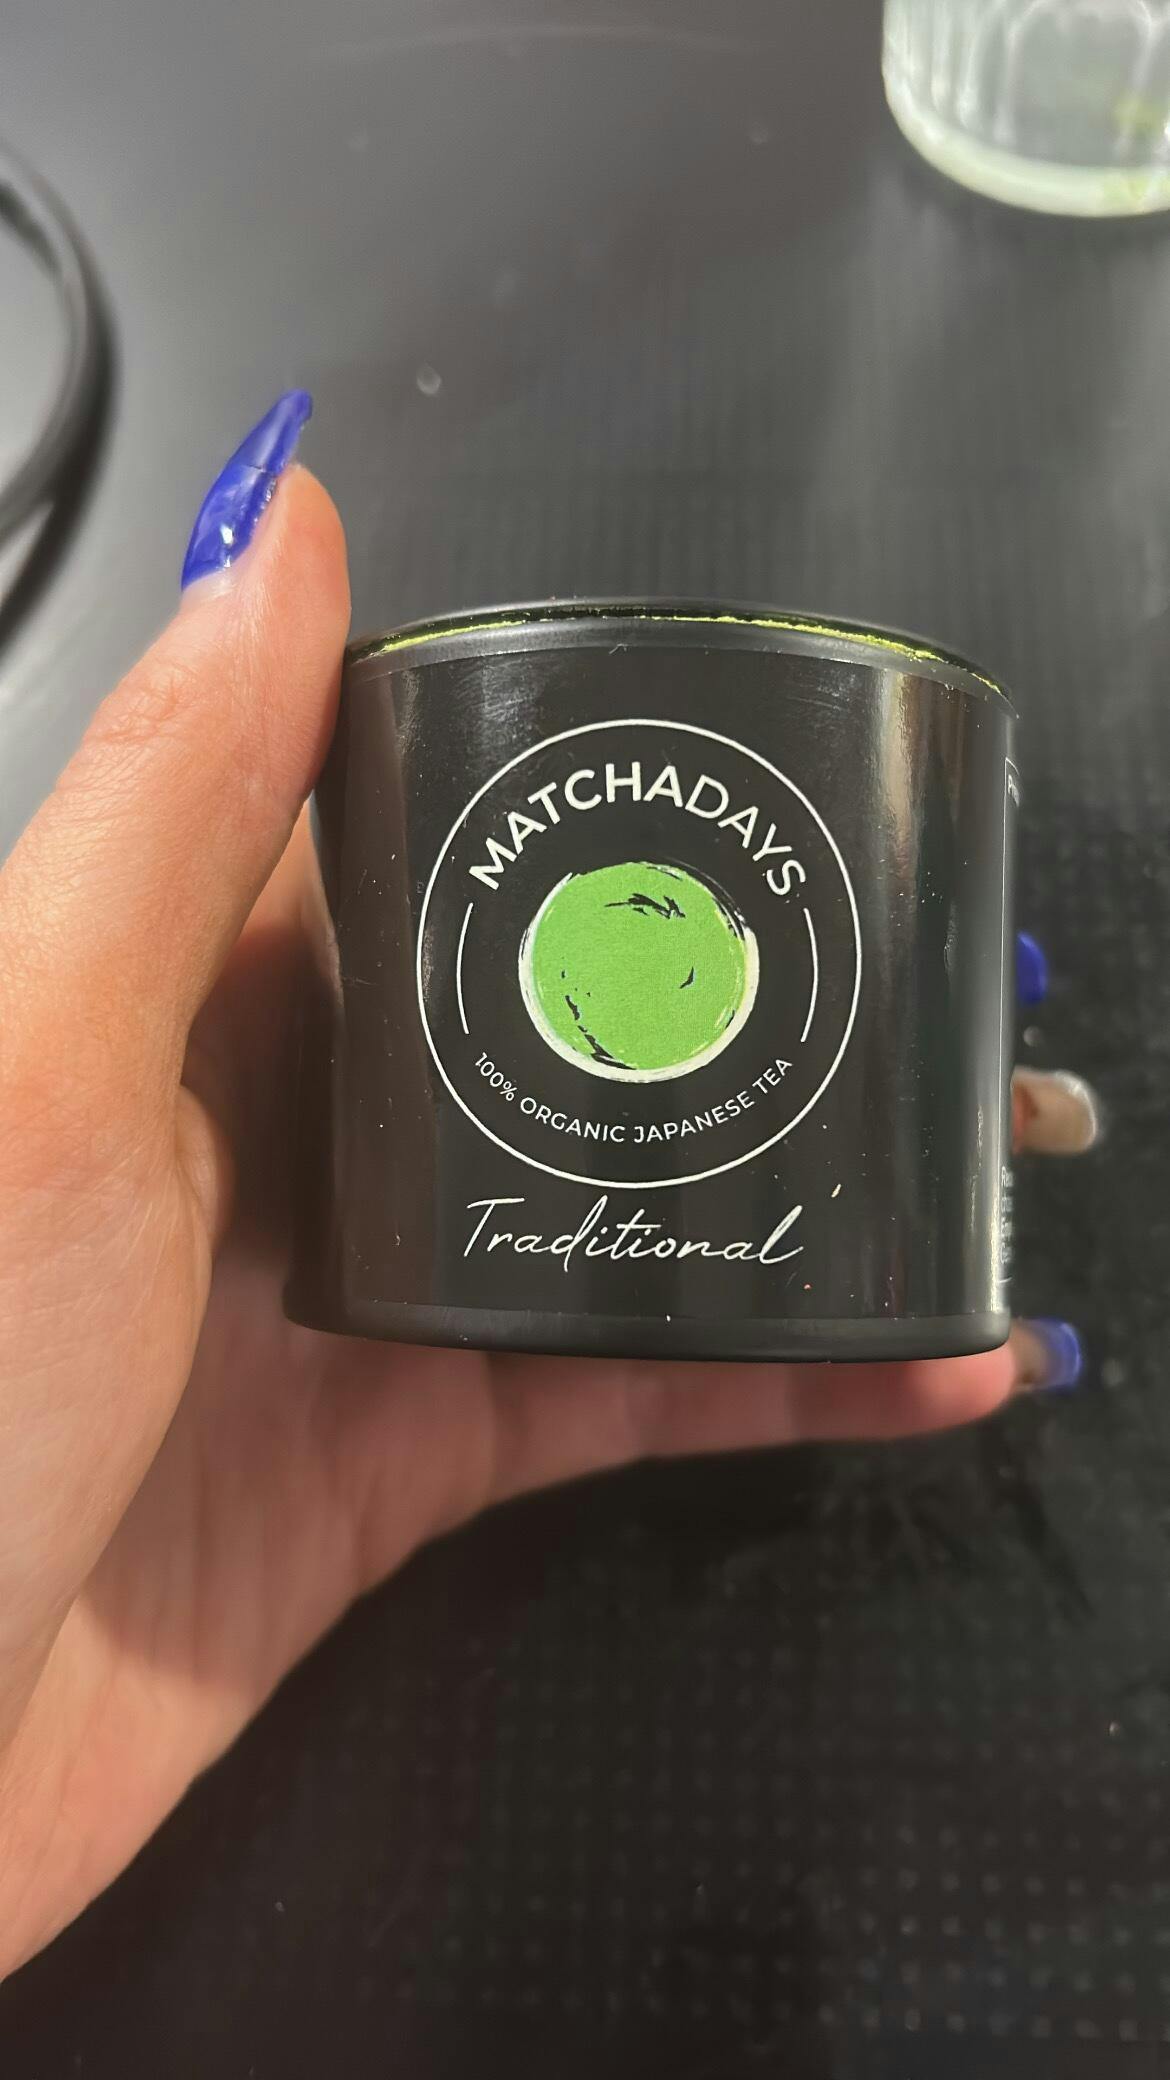 MATCHADAYS
100% ORGANIC JAPANESE TEA
Traditional